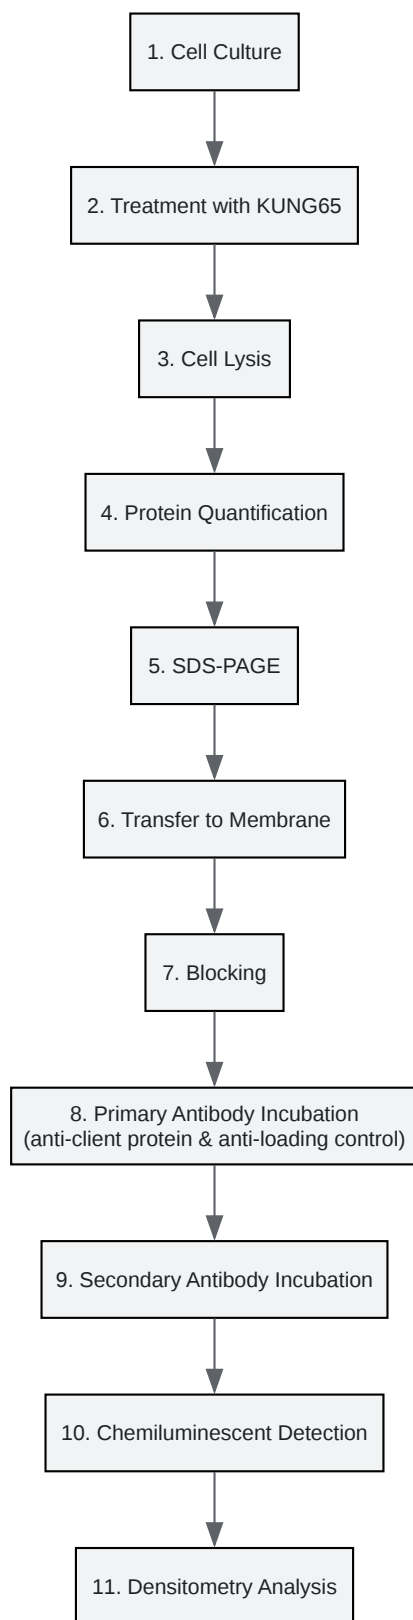 1. Cell Culture
2. Treatment with KUNG65
3. Cell Lysis
4. Protein Quantification
5. SDS-PAGE
6. Transfer to Membrane
7. Blocking
8. Primary Antibody Incubation
(anti-client protein & anti-loading control)
9. Secondary Antibody Incubation
10. Chemiluminescent Detection
11. Densitometry Analysis